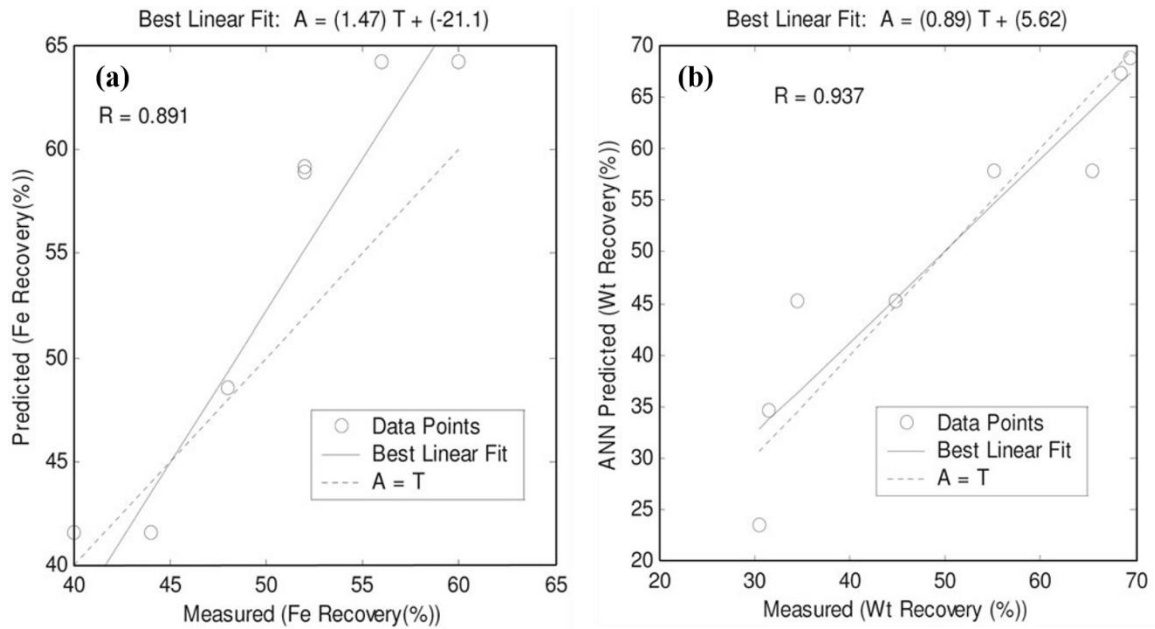 Best Linear Fit: A = (1.47) T + (-21.1)
(a)
R = 0.891
65
60
55
50
45
40
Predicted (Fe Recovery(%))
Data Points
Best Linear Fit
A = T
40 45 50 55 60 65
Measured (Fe Recovery(%))
Best Linear Fit: A = (0.89) T + (5.62)
(b)
R = 0.937
70
65
60
55
50
45
40
35
30
25
20
ANN Predicted (Wt Recovery(%))
Data Points
Best Linear Fit
A = T
20 30 40 50 60 70
Measured (Wt Recovery (%))